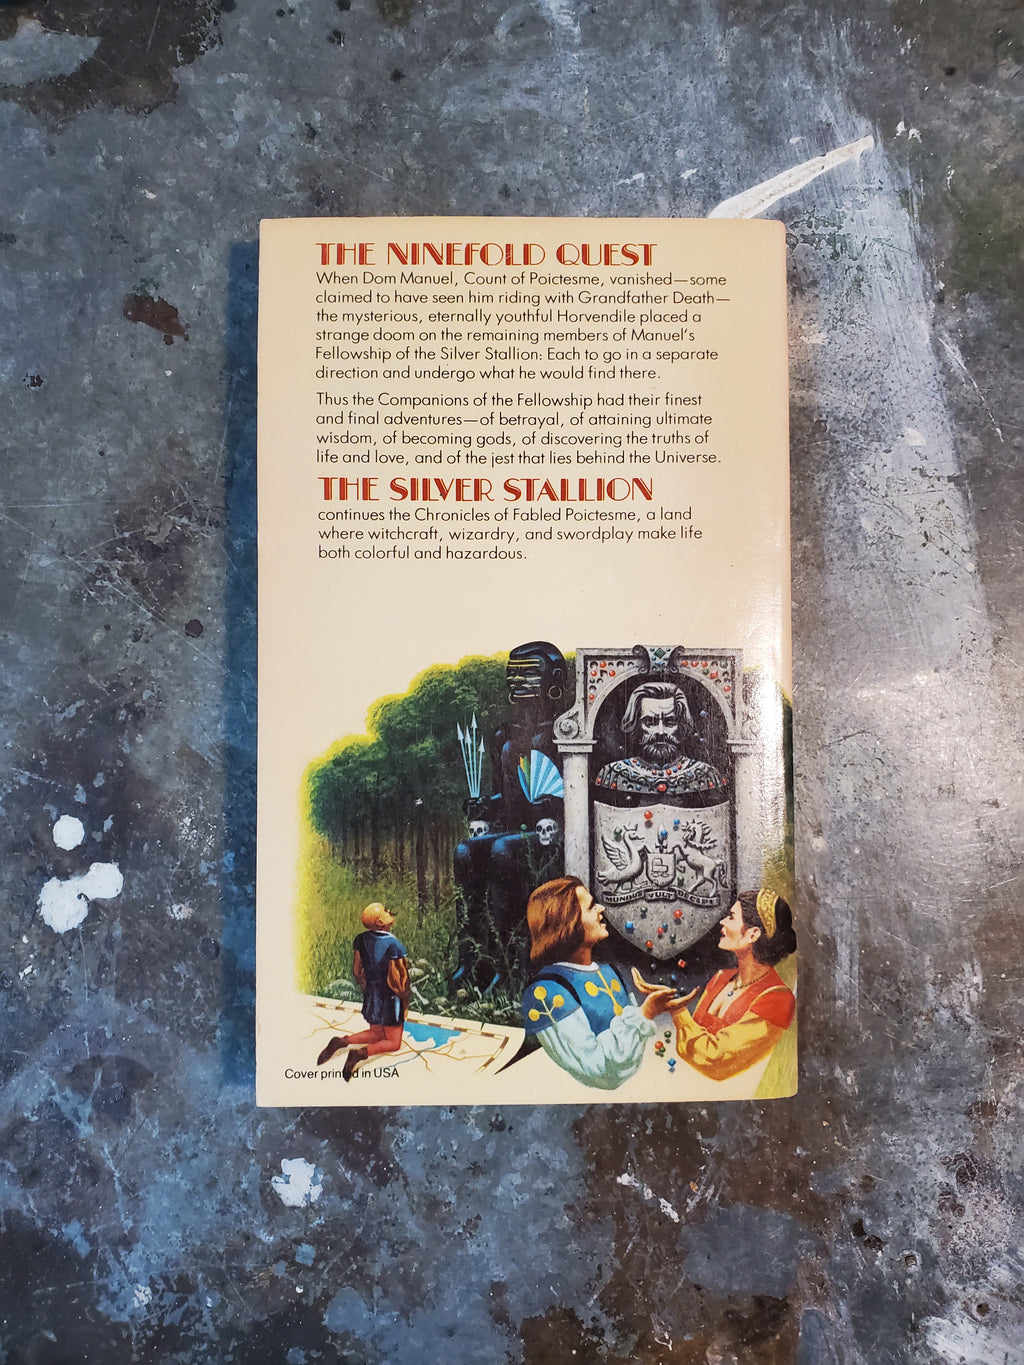 THE NINEFOLD QUEST
When Dom Manuel, Count of Poictesme, vanished—some
claimed to have seen him riding with Grandfather Death—
the mysterious, eternally youthful Horvendile placed a
strange doom on the remaining members of Manuel's
Fellowship of the Silver Stallion: Each to go in a separate
direction and undergo what he would find there.
Thus the Companions of the Fellowship had their finest
and final adventures—of betrayal, of attaining ultimate
wisdom, of becoming gods, of discovering the truths of
life and love, and of the jest that lies behind the Universe.
THE SILVER STALLION
continues the Chronicles of Fabled Poictesme, a land
where witchcraft, wizardry, and swordplay make life
both colorful and hazardous.
MUNDUS VULT DECIPI
Cover printed in USA